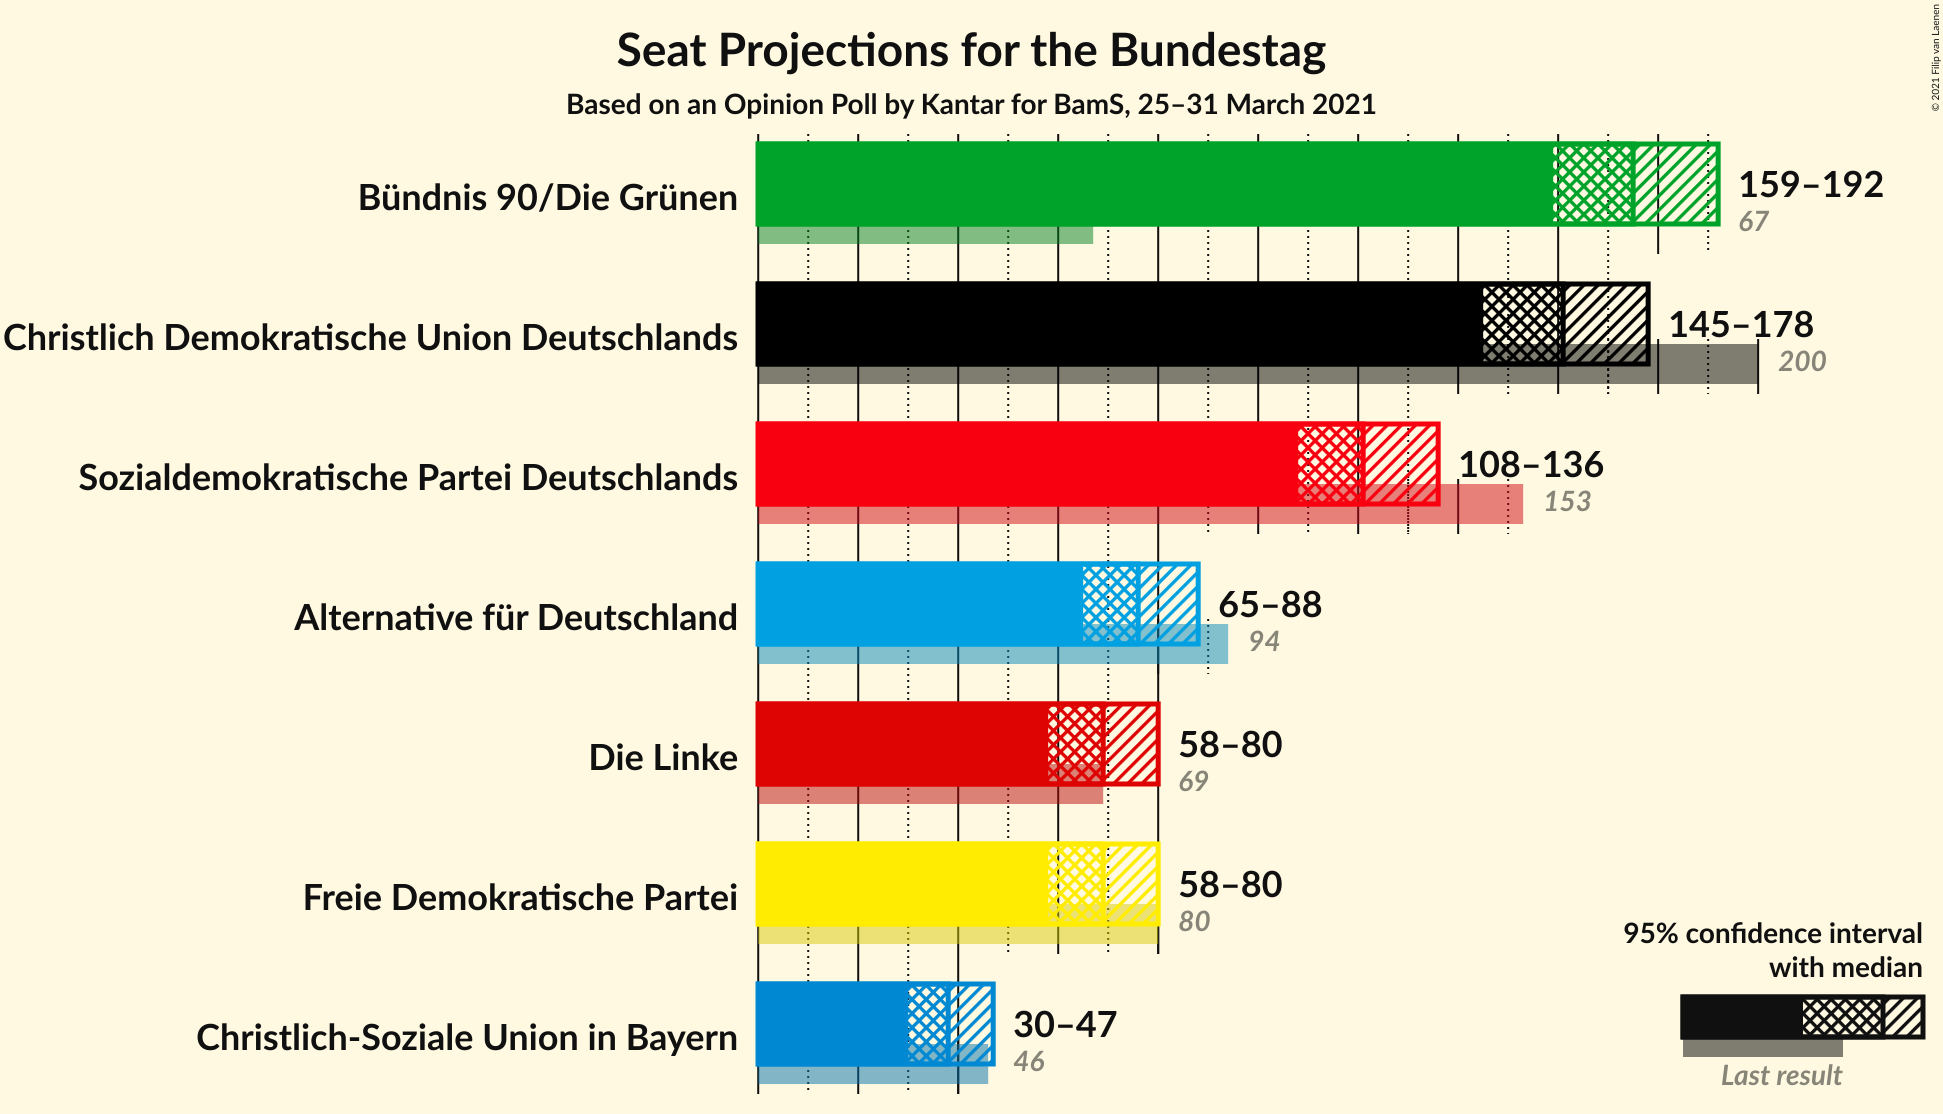 Seat Projections for the Bundestag
Based on an Opinion Poll by Kantar for BamS, 25–31 March 2021
© 2021 Filip van Laenen
Bündnis 90/Die Grünen
159–192
67
Christlich Demokratische Union Deutschlands
145–178
200
Sozialdemokratische Partei Deutschlands
108–136
153
Alternative für Deutschland
65–88
94
Die Linke
58–80
69
Freie Demokratische Partei
58–80
80
Christlich-Soziale Union in Bayern
30–47
46
95% confidence interval
with median
Last result